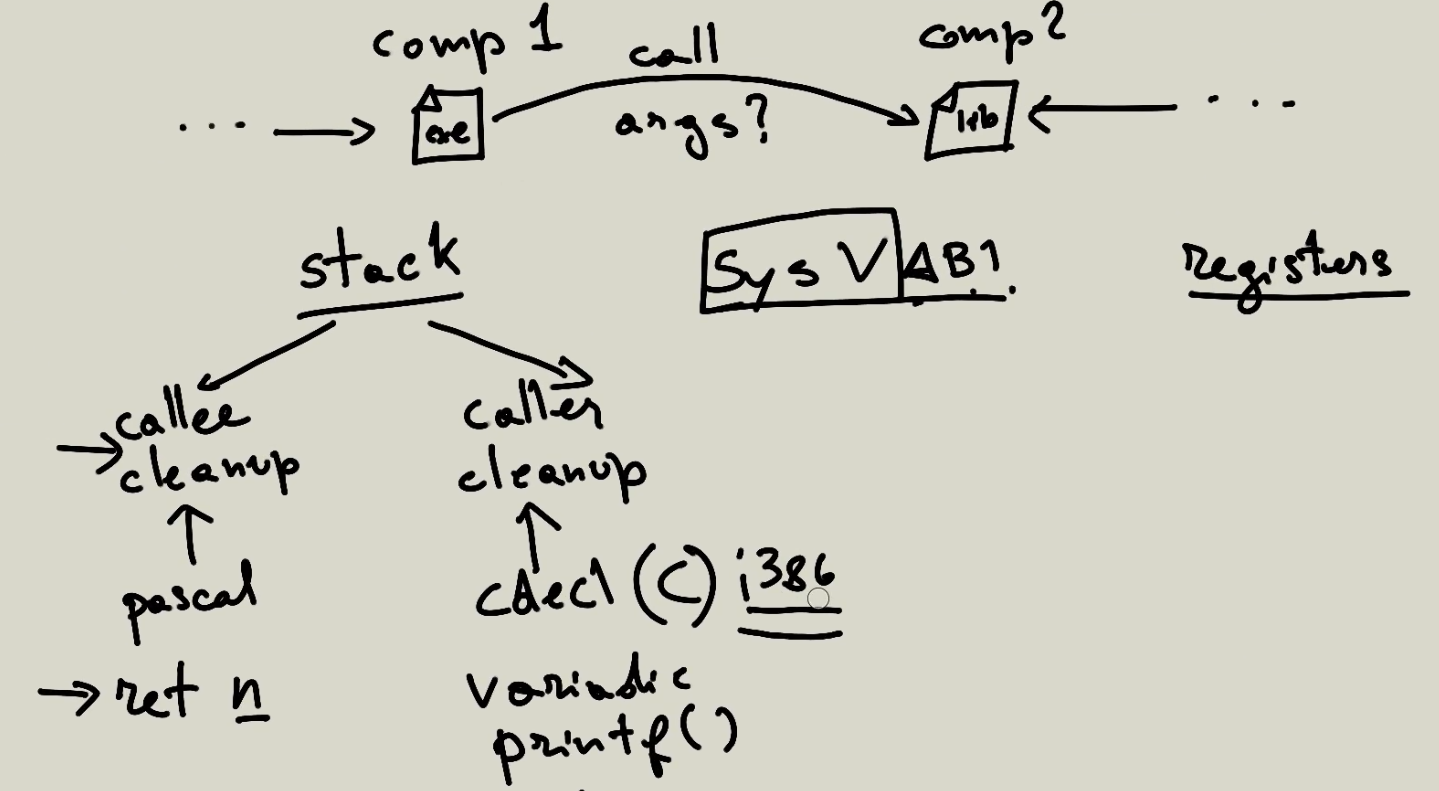 comp 1
call
comp 2
exe
args?
lib
...
...
stack
Sys V ABI
registers
callee
cleanup
caller
cleanup
pascal
cdecl (C) i386
ret n
variadic
printf()